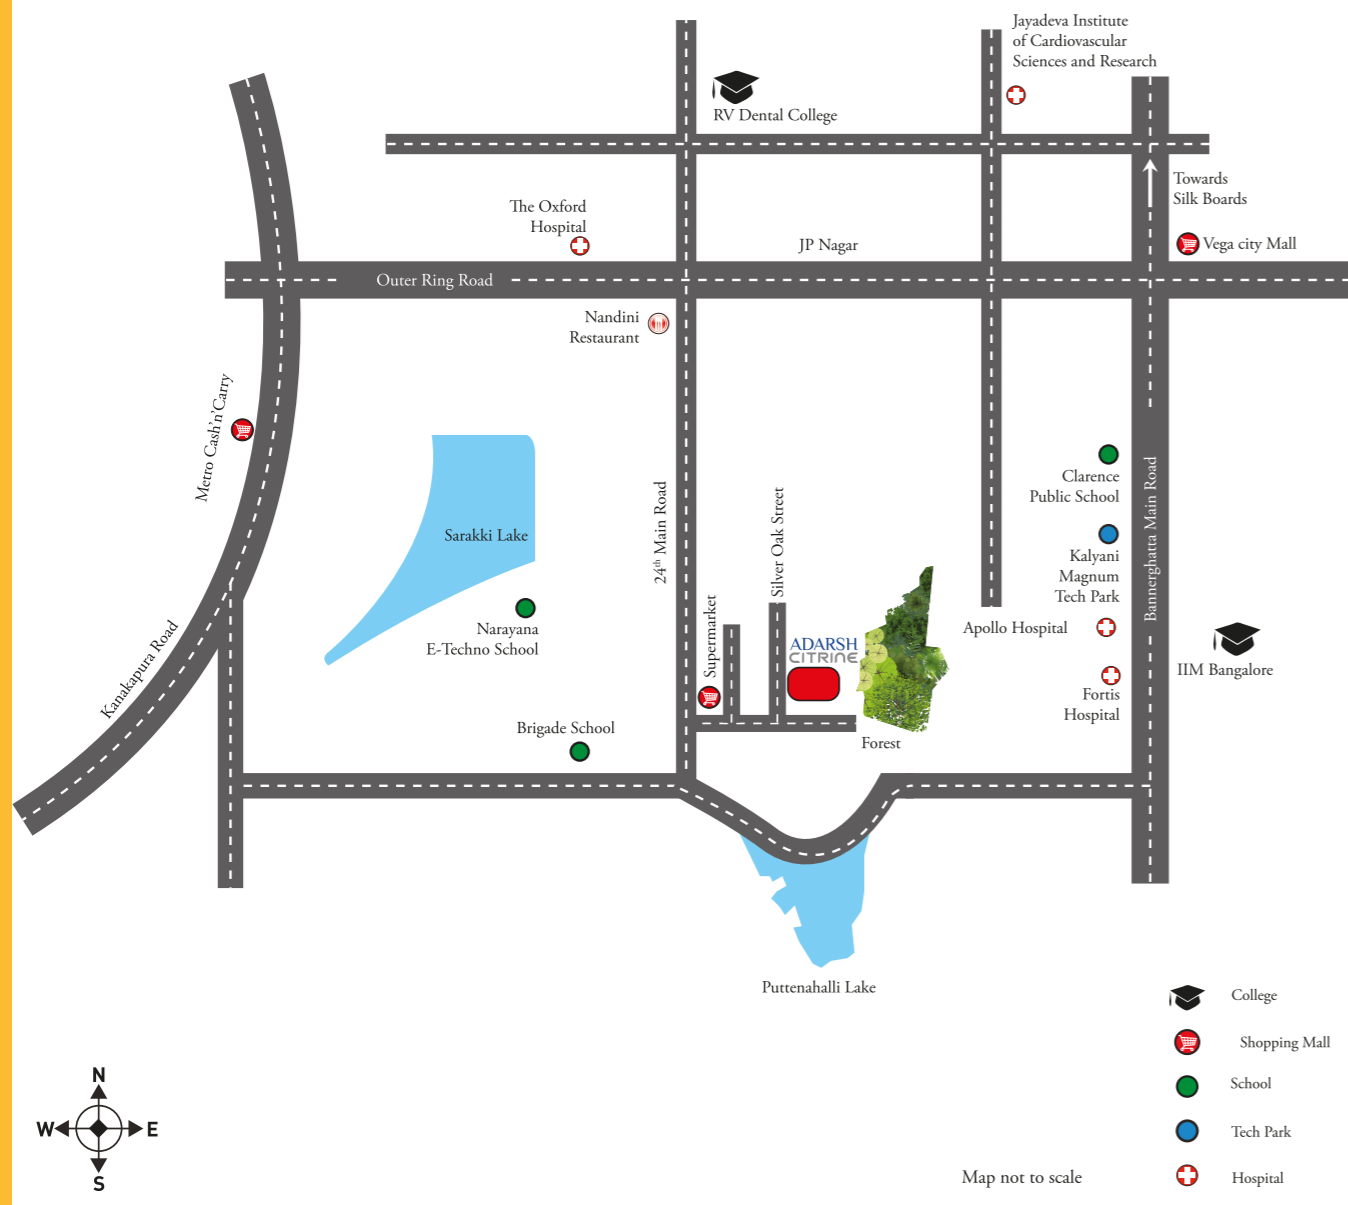 Jayadeva Institute
of Cardiovascular
Sciences and Research
RV Dental College
Towards
Silk Boards
The Oxford
Hospital
JP Nagar
Vega city Mall
Outer Ring Road
Nandini
Restaurant
Metro Cash'n'Carry
Clarence
Public School
Sarakki Lake
24th Main Road
Silver Oak Street
Bannerghatta Main Road
Kalyani
Magnum
Tech Park
Narayana
E-Techno School
Supermarket
Apollo Hospital
ADARSH
CITRINE
IIM Bangalore
Kanakapura Road
Fortis
Hospital
Brigade School
Forest
Puttenahalli Lake
College
Shopping Mall
School
Tech Park
Hospital
N
W
E
S
Map not to scale